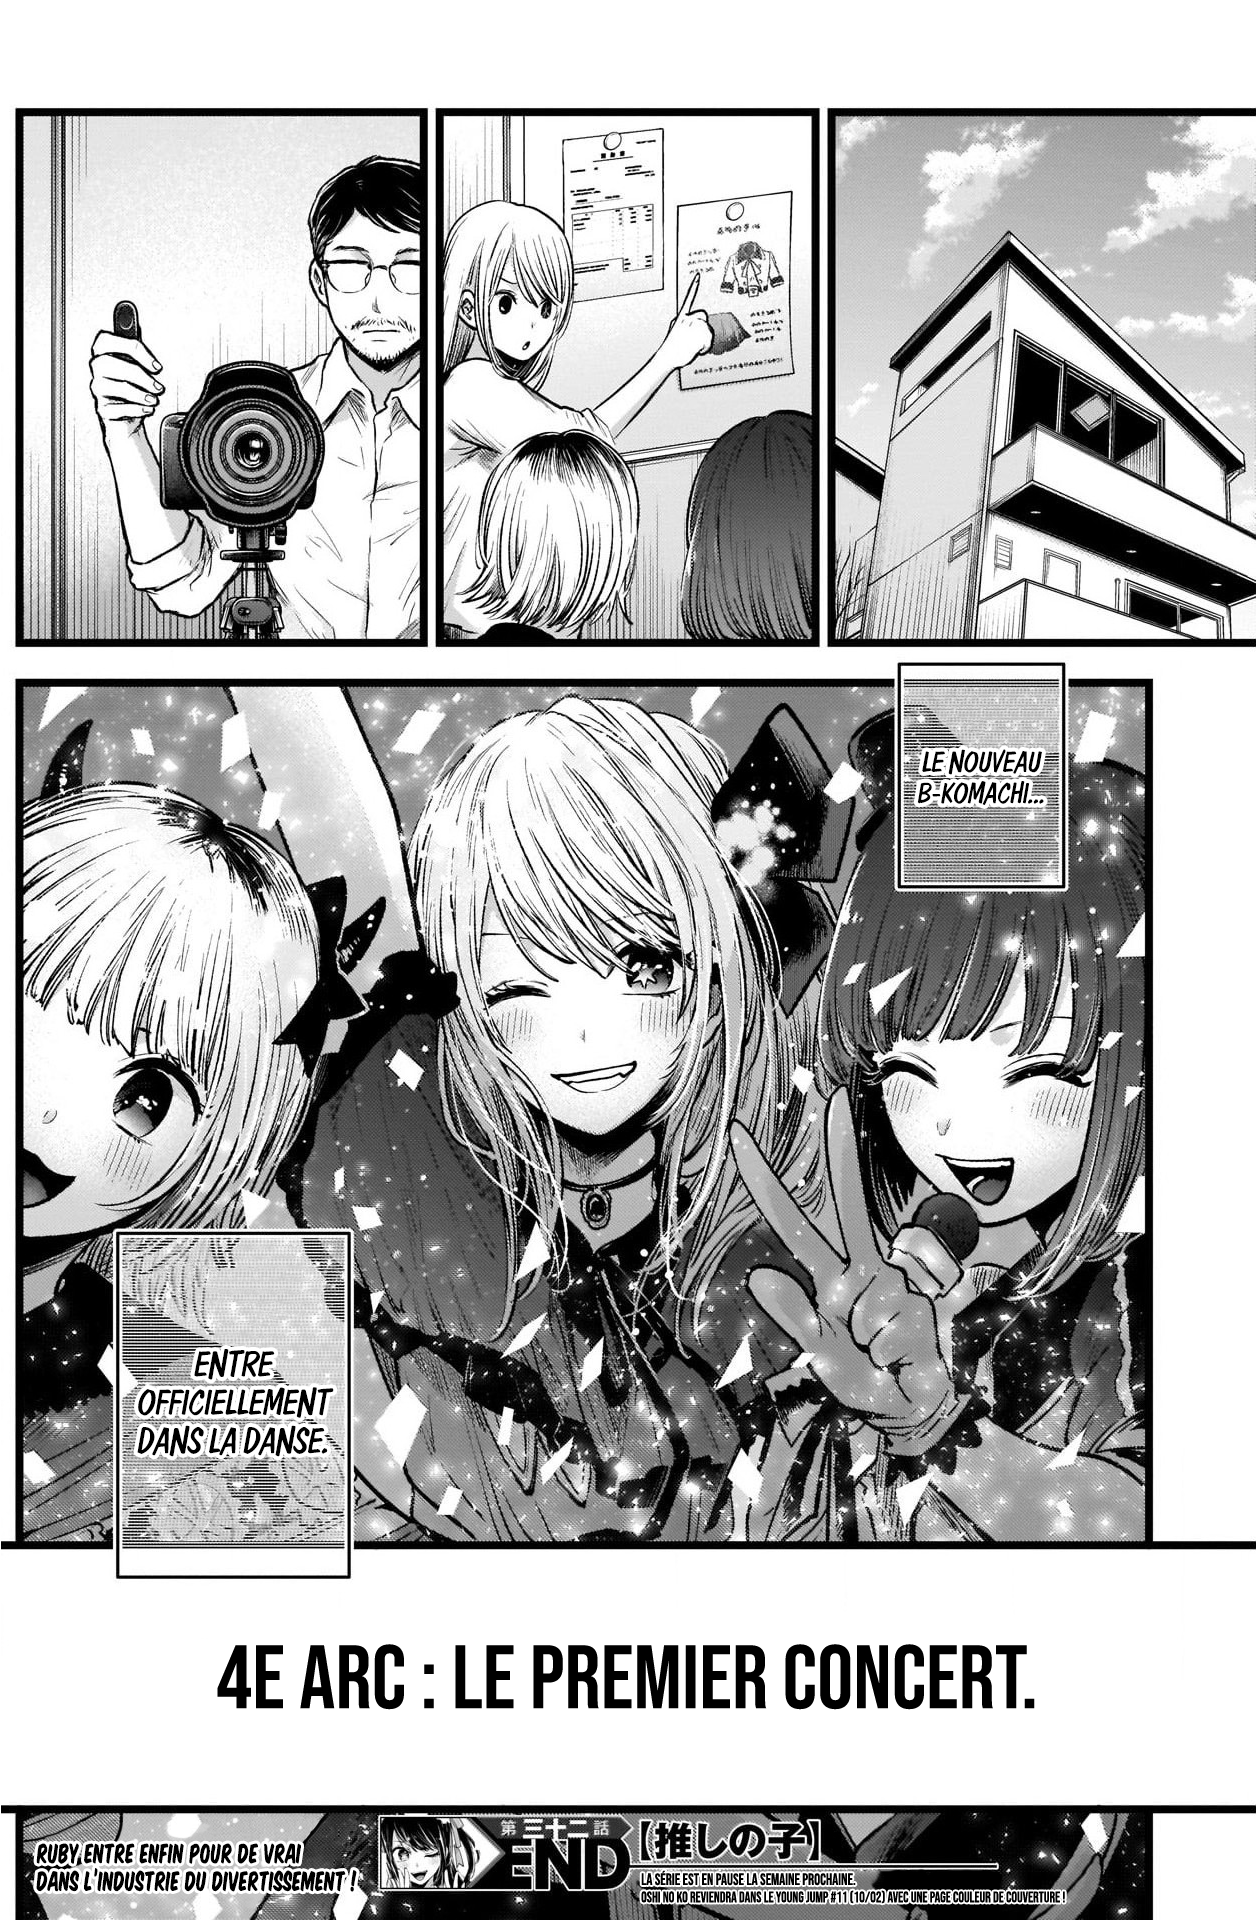 LE NOUVEAU
B-KOMACHI...
ENTRE
OFFICIELLEMENT
DANS LA DANSE.
4E ARC : LE PREMIER CONCERT.
RUBY ENTRE ENFIN POUR DE VRAI
DANS L'INDUSTRIE DU DIVERTISSEMENT !
第三十二話
END
【推しの子】
LA SÉRIE EST EN PAUSE LA SEMAINE PROCHAINE.
OSHI NO KO REVIENDRA DANS LE YOUNG JUMP #11 (10/02) AVEC UNE PAGE COULEUR DE COUVERTURE !